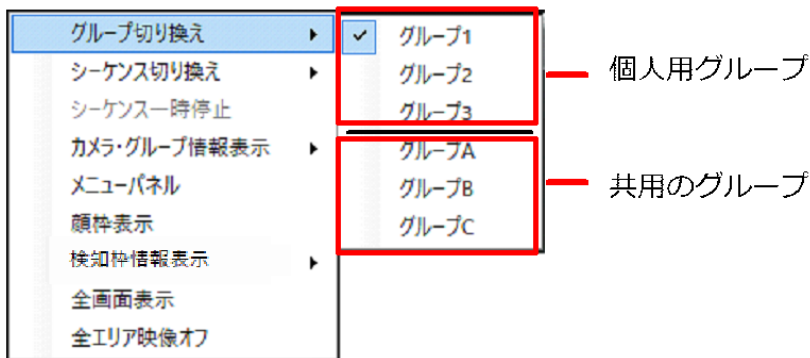 グループ切り換え
シーケンス切り換え
シーケンス一時停止
カメラ・グループ情報表示
メニューパネル
顔枠表示
検知枠情報表示
全画面表示
全エリア映像オフ
グループ1
グループ2
グループ3
グループA
グループB
グループC
個人用グループ
共用のグループ